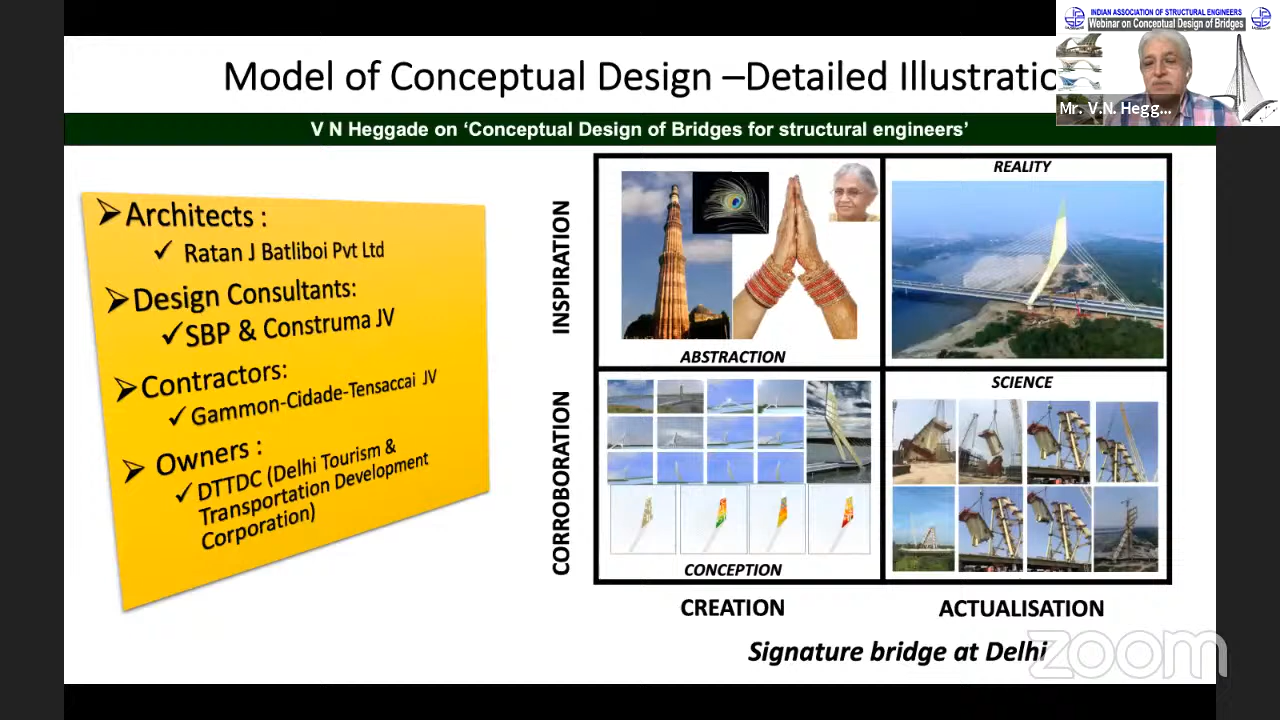 INDIAN ASSOCIATION OF STRUCTURAL ENGINEERS
Webinar on Conceptual Design of Bridges
Mr. V.N. Hegg...
Model of Conceptual Design –Detailed Illustratio
V N Heggade on ‘Conceptual Design of Bridges for structural engineers’
Architects :
Ratan J Batliboi Pvt Ltd
Design Consultants:
SBP & Construma JV
Contractors:
Gammon-Cidade-Tensaccai JV
Owners :
DTTDC (Delhi Tourism &
Transportation Development
Corporation)
INSPIRATION
CORROBORATION
ABSTRACTION
REALITY
CONCEPTION
SCIENCE
CREATION
ACTUALISATION
Signature bridge at Delhi
zoom